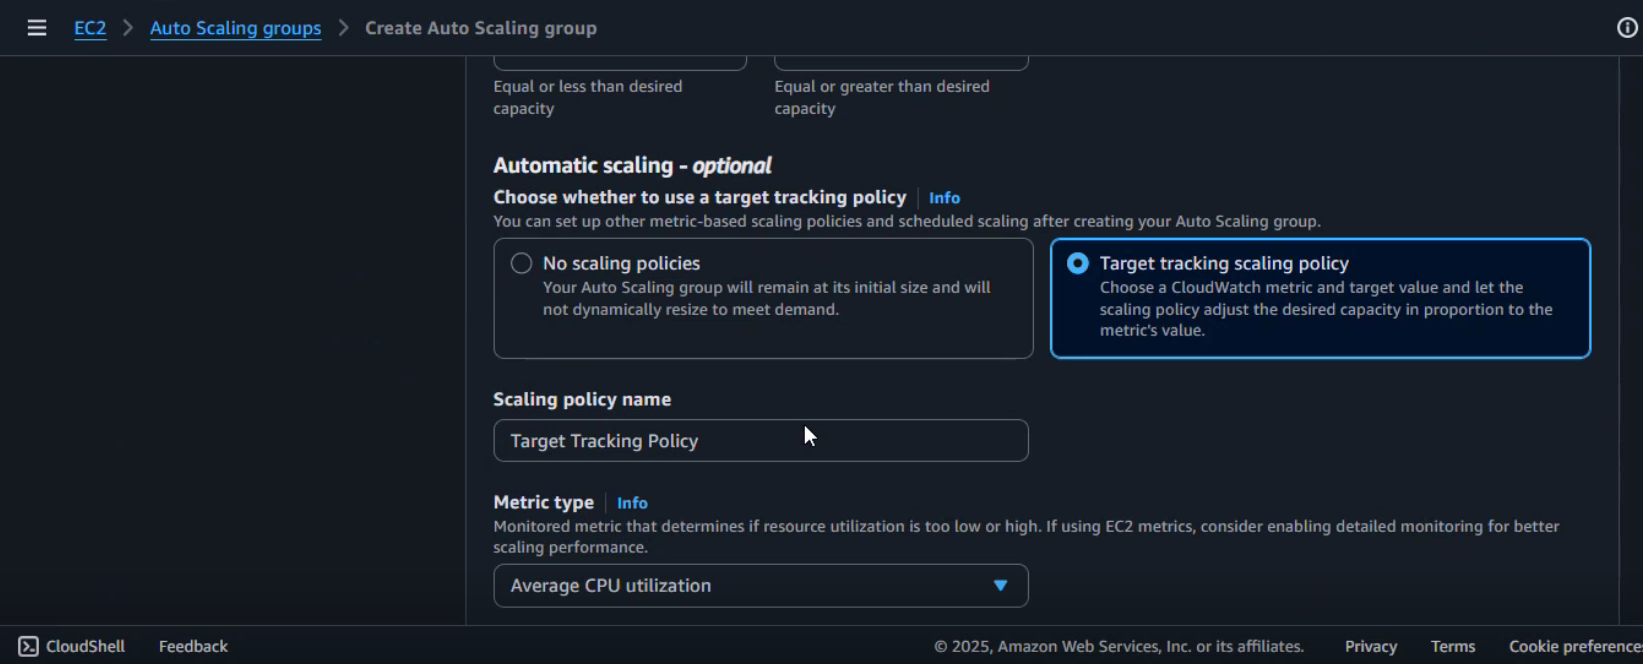 EC2 > Auto Scaling groups > Create Auto Scaling group
Equal or less than desired
capacity
Equal or greater than desired
capacity
Automatic scaling - optional
Choose whether to use a target tracking policy | Info
You can set up other metric-based scaling policies and scheduled scaling after creating your Auto Scaling group.
No scaling policies
Your Auto Scaling group will remain at its initial size and will
not dynamically resize to meet demand.
Target tracking scaling policy
Choose a CloudWatch metric and target value and let the
scaling policy adjust the desired capacity in proportion to the
metric's value.
Scaling policy name
Target Tracking Policy
Metric type | Info
Monitored metric that determines if resource utilization is too low or high. If using EC2 metrics, consider enabling detailed monitoring for better
scaling performance.
Average CPU utilization
CloudShell Feedback © 2025, Amazon Web Services, Inc. or its affiliates. Privacy Terms Cookie preference